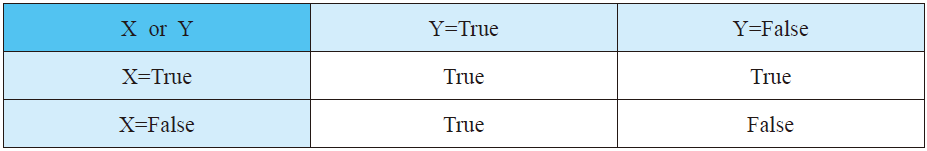 X or Y Y=True Y=False
X=True True True
X=False True False